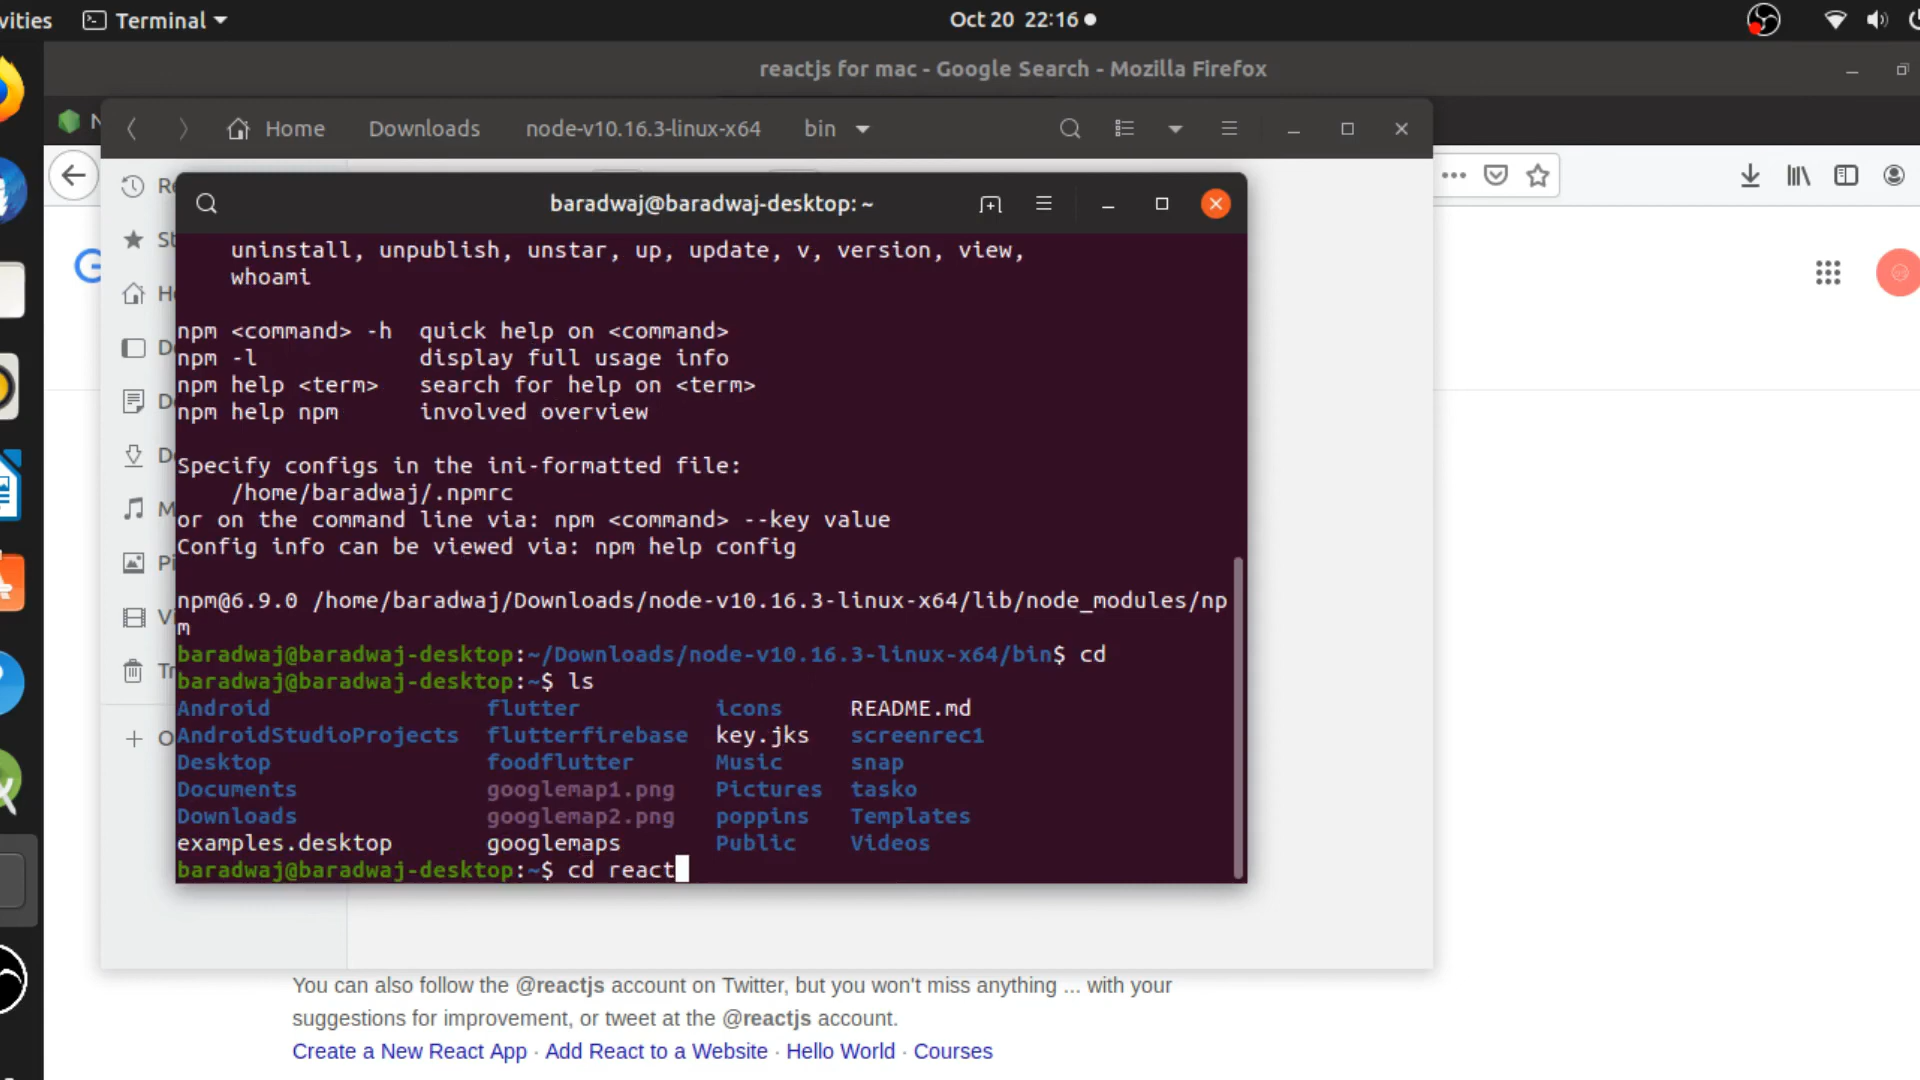 vities
Terminal
Oct 20 22:16
reactjs for mac - Google Search - Mozilla Firefox
N
Home
Downloads
node-v10.16.3-linux-x64
bin
Re
St
H
D
D
D
M
Pi
Vi
Tr
O
baradwaj@baradwaj-desktop: ~
uninstall, unpublish, unstar, up, update, v, version, view,
whoami
npm <command> -h quick help on <command>
npm -l display full usage info
npm help <term> search for help on <term>
npm help npm involved overview
Specify configs in the ini-formatted file:
/home/baradwaj/.npmrc
or on the command line via: npm <command> --key value
Config info can be viewed via: npm help config
npm@6.9.0 /home/baradwaj/Downloads/node-v10.16.3-linux-x64/lib/node_modules/np
m
baradwaj@baradwaj-desktop:~/Downloads/node-v10.16.3-linux-x64/bin$ cd
baradwaj@baradwaj-desktop:~$ ls
Android flutter icons README.md
AndroidStudioProjects flutterfirebase key.jks screenrec1
Desktop foodflutter Music snap
Documents googlemap1.png Pictures tasko
Downloads googlemap2.png poppins Templates
examples.desktop googlemaps Public Videos
baradwaj@baradwaj-desktop:~$ cd react
You can also follow the @reactjs account on Twitter, but you won't miss anything ... with your
suggestions for improvement, or tweet at the @reactjs account.
Create a New React App · Add React to a Website · Hello World · Courses